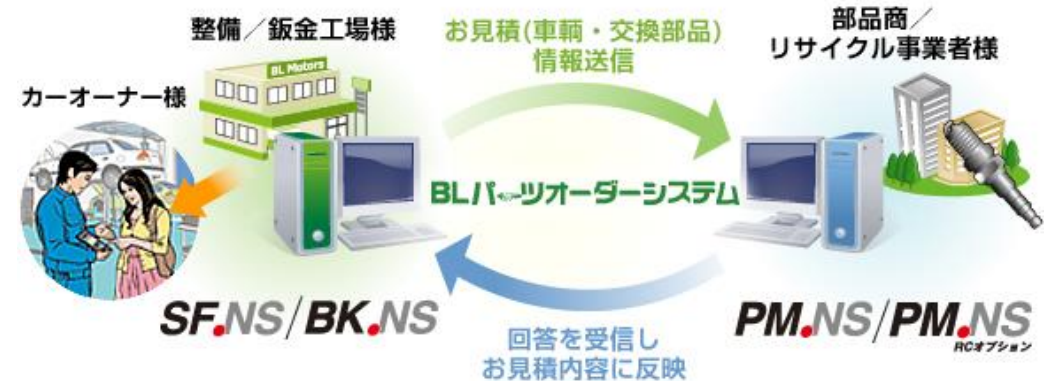 整備／鈑金工場様
お見積(車輌・交換部品)
情報送信
部品商／
リサイクル事業者様
BL Motors
カーオーナー様
BLパーツオーダーシステム
SF.NS/BK.NS
PM.NS/PM.NS
RCオプション
回答を受信し
お見積内容に反映